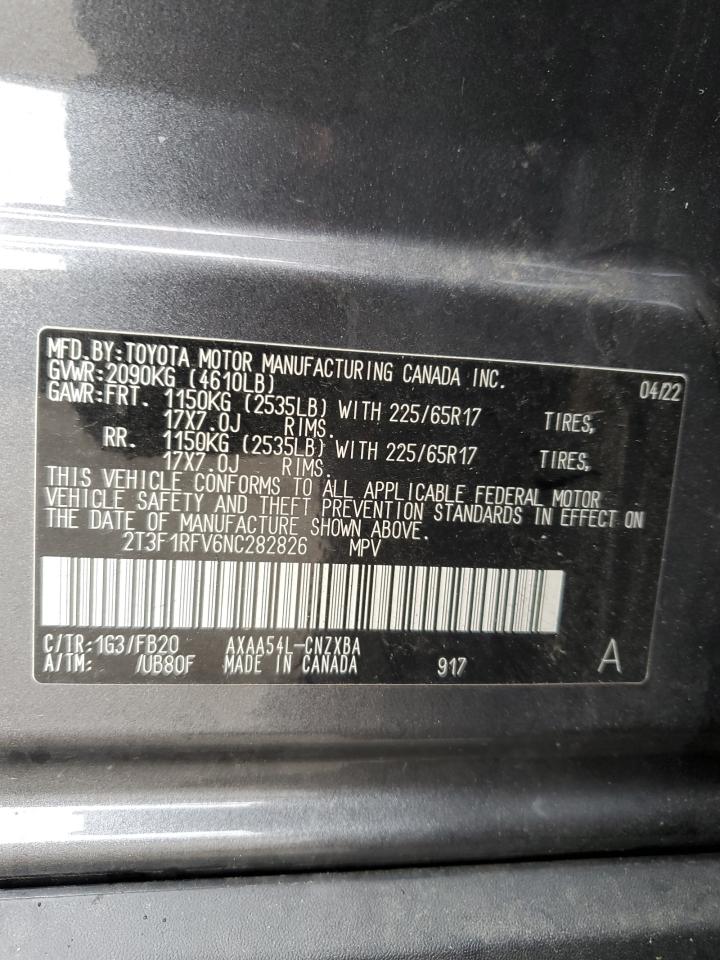 MFD.BY:TOYOTA MOTOR MANUFACTURING CANADA INC. 04/22
GVWR:2090KG (4610LB)
GAWR:FRT. 1150KG (2535LB) WITH 225/65R17 TIRES,
17X7.0J RIMS.
RR. 1150KG (2535LB) WITH 225/65R17 TIRES,
17X7.0J RIMS.
THIS VEHICLE CONFORMS TO ALL APPLICABLE FEDERAL MOTOR
VEHICLE SAFETY AND THEFT PREVENTION STANDARDS IN EFFECT ON
THE DATE OF MANUFACTURE SHOWN ABOVE.
2T3F1RFV6NC282826 MPV
C/TR:1G3/FB20 AXAA54L-CNZXBA
A/TM: /UB80F MADE IN CANADA 917 A